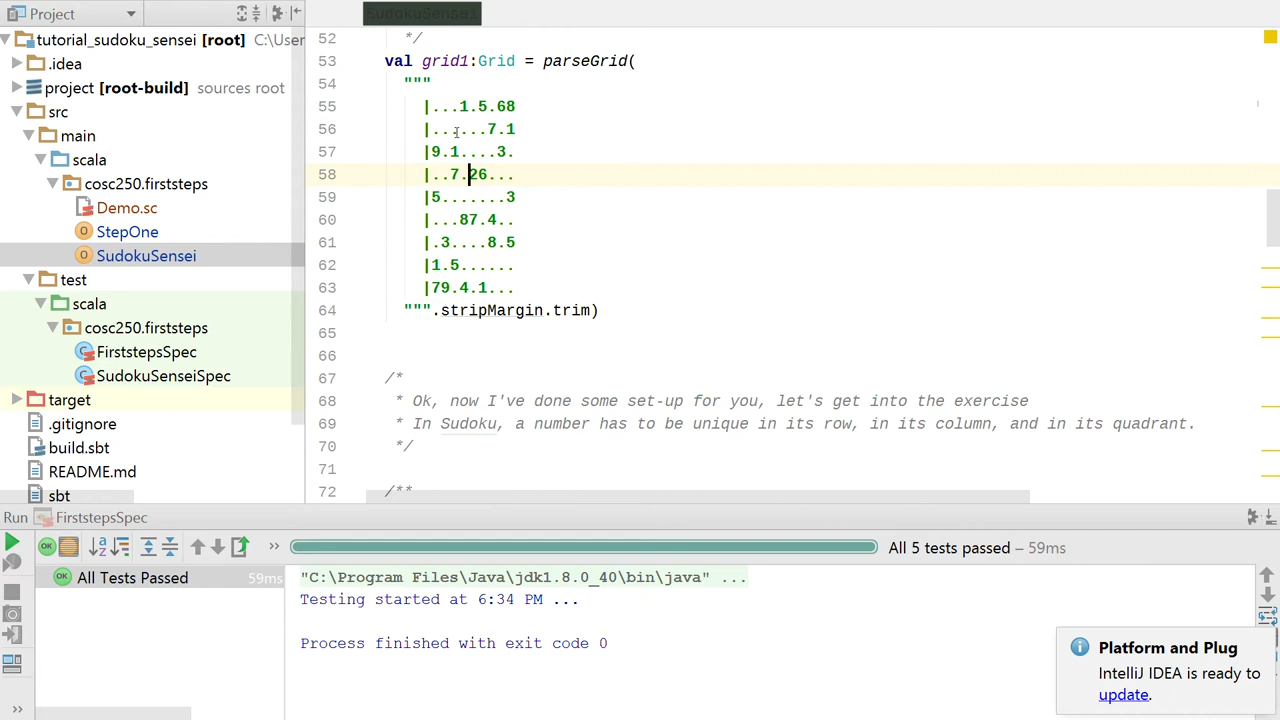 Project
tutorial_sudoku_sensei [root] C:\User
.idea
project [root-build] sources root
src
main
scala
cosc250.firststeps
Demo.sc
StepOne
SudokuSensei
test
scala
cosc250.firststeps
FirststepsSpec
SudokuSenseiSpec
target
.gitignore
build.sbt
README.md
sbt
SudokuSensei
52 */
53 val grid1:Grid = parseGrid(
54 """
55 |...1.5.68
56 |......7.1
57 |9.1....3.
58 |..7.26...
59 |5.......3
60 |...87.4..
61 |.3....8.5
62 |1.5......
63 |79.4.1...
64 """.stripMargin.trim)
65
66
67 /*
68 * Ok, now I've done some set-up for you, let's get into the exercise
69 * In Sudoku, a number has to be unique in its row, in its column, and in its quadrant.
70 */
71
72 /**
Run FirststepsSpec
All 5 tests passed – 59ms
OK All Tests Passed 59ms
"C:\Program Files\Java\jdk1.8.0_40\bin\java" ...
Testing started at 6:34 PM ...
Process finished with exit code 0
Platform and Plug
IntelliJ IDEA is ready to
update.